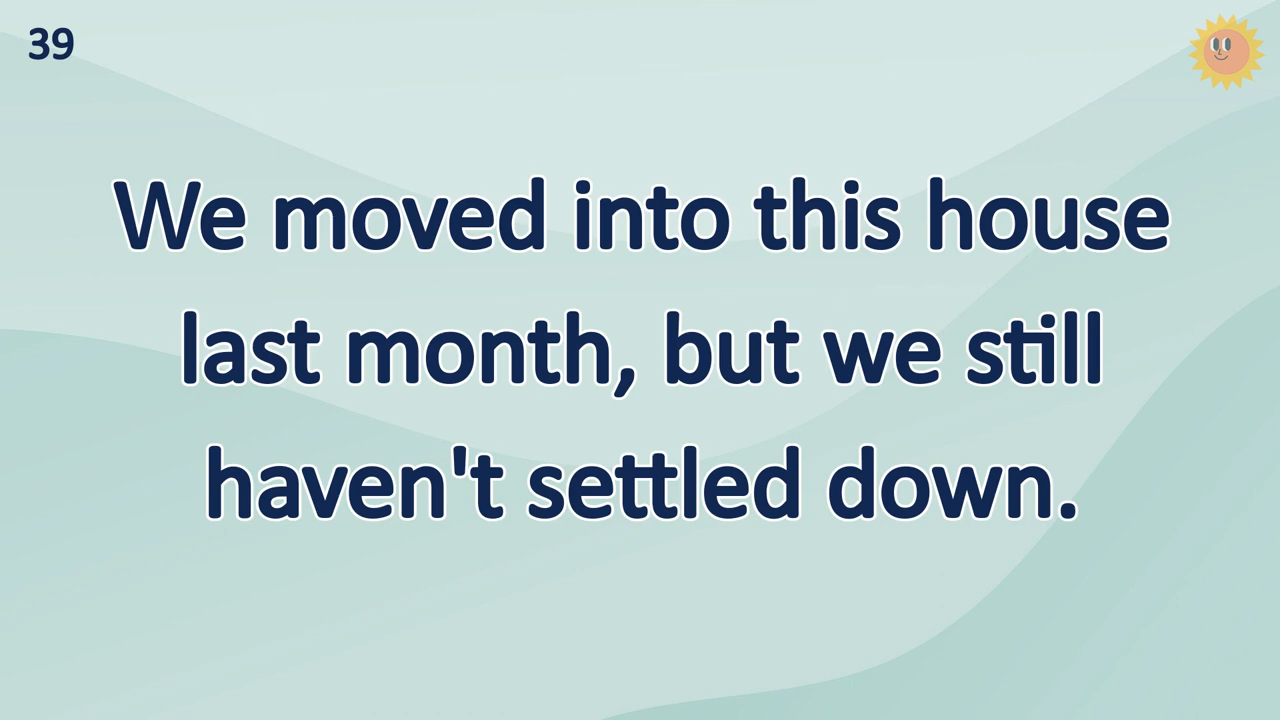 39
We moved into this house
last month, but we still
haven't settled down.